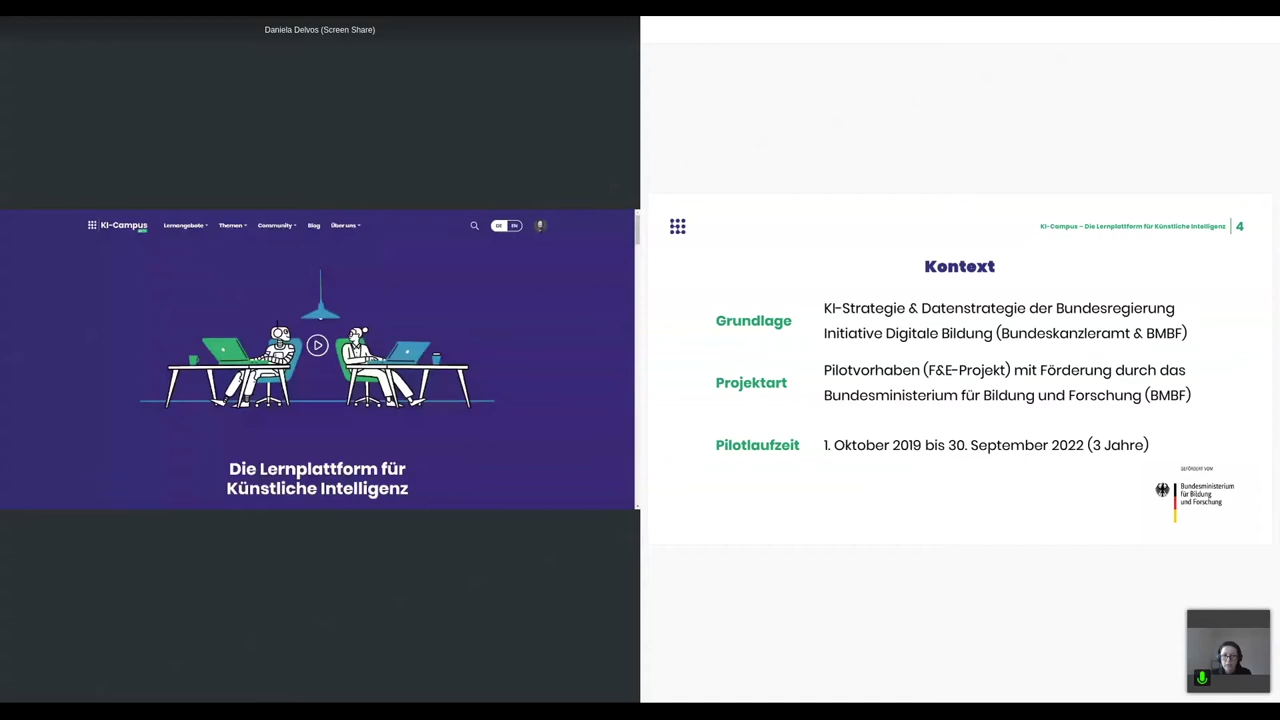 Daniela Delvos (Screen Share)
KI-Campus
BETA
Lernangebote
Themen
Community
Blog
Über uns
DE
EN
Die Lernplattform für
Künstliche Intelligenz
KI-Campus – Die Lernplattform für Künstliche Intelligenz
4
Kontext
Grundlage
KI-Strategie & Datenstrategie der Bundesregierung
Initiative Digitale Bildung (Bundeskanzleramt & BMBF)
Projektart
Pilotvorhaben (F&E-Projekt) mit Förderung durch das
Bundesministerium für Bildung und Forschung (BMBF)
Pilotlaufzeit
1. Oktober 2019 bis 30. September 2022 (3 Jahre)
GEFÖRDERT VOM
Bundesministerium
für Bildung
und Forschung